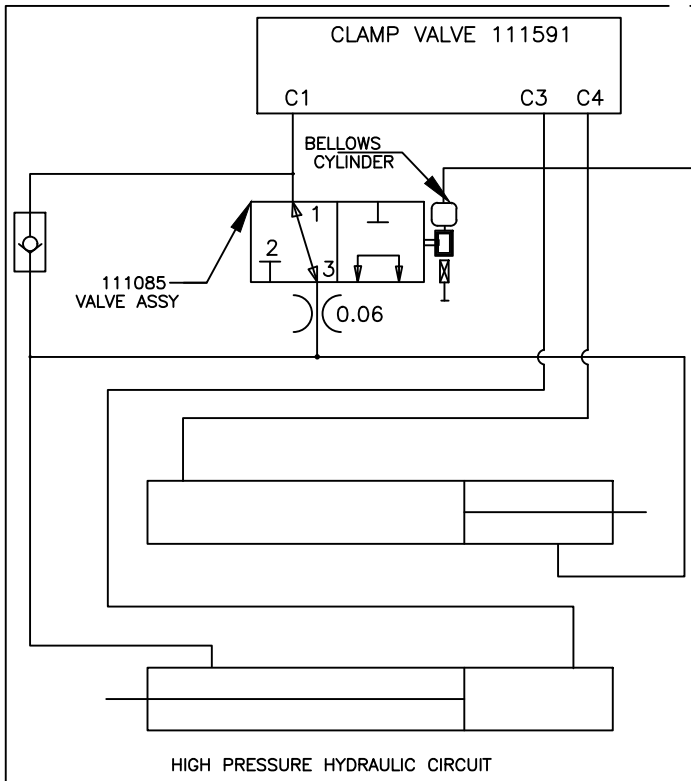 CLAMP VALVE 111591
C1 C3 C4
BELLOWS
CYLINDER
1
2
3
111085
VALVE ASSY
0.06
HIGH PRESSURE HYDRAULIC CIRCUIT